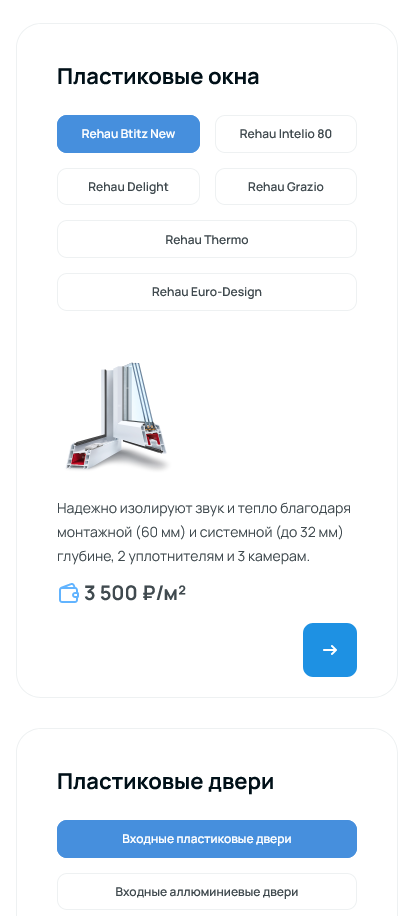 Пластиковые окна
Rehau Btitz New
Rehau Intelio 80
Rehau Delight
Rehau Grazio
Rehau Thermo
Rehau Euro-Design
Надежно изолируют звук и тепло благодаря
монтажной (60 мм) и системной (до 32 мм)
глубине, 2 уплотнителям и 3 камерам.
3 500 ₽/м²
Пластиковые двери
Входные пластиковые двери
Входные аллюминиевые двери